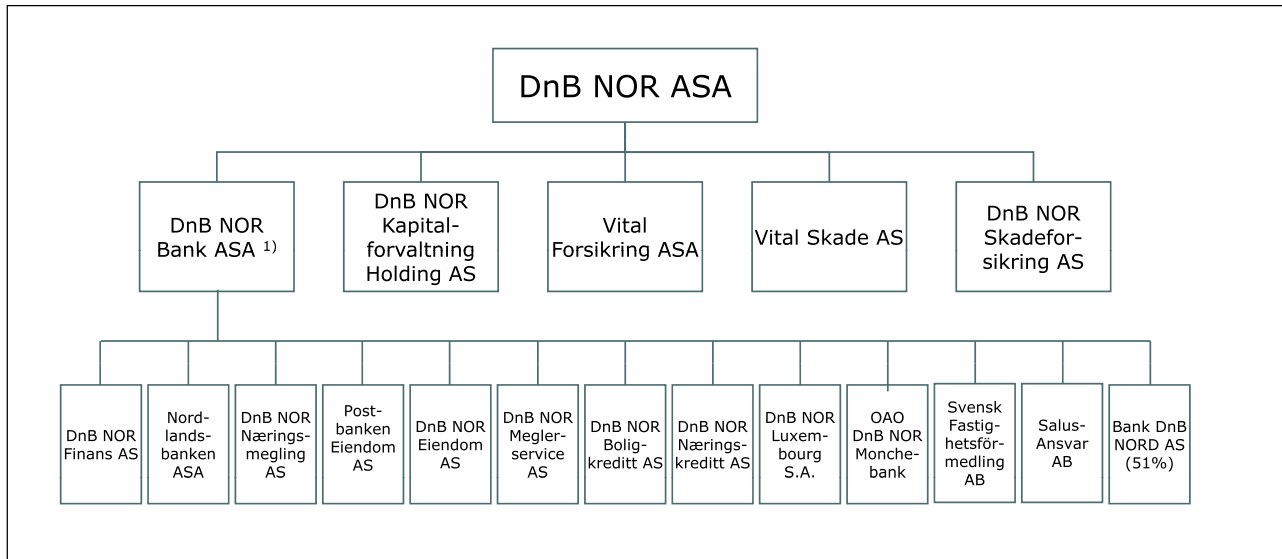 DnB NOR ASA
DnB NOR
Bank ASA 1)
DnB NOR
Kapital-
forvaltning
Holding AS
Vital
Forsikring ASA
Vital Skade AS
DnB NOR
Skadefor-
sikring AS
DnB NOR
Finans AS
Nord-
lands-
banken
ASA
DnB NOR
Nærings-
megling
AS
Post-
banken
Eiendom
AS
DnB NOR
Eiendom
AS
DnB NOR
Megler-
service
AS
DnB NOR
Bolig-
kreditt AS
DnB NOR
Nærings-
kreditt AS
DnB NOR
Luxem-
bourg
S.A.
OAO
DnB NOR
Monche-
bank
Svensk
Fastig-
hetsför-
medling
AB
Salus-
Ansvar
AB
Bank DnB
NORD AS
(51%)